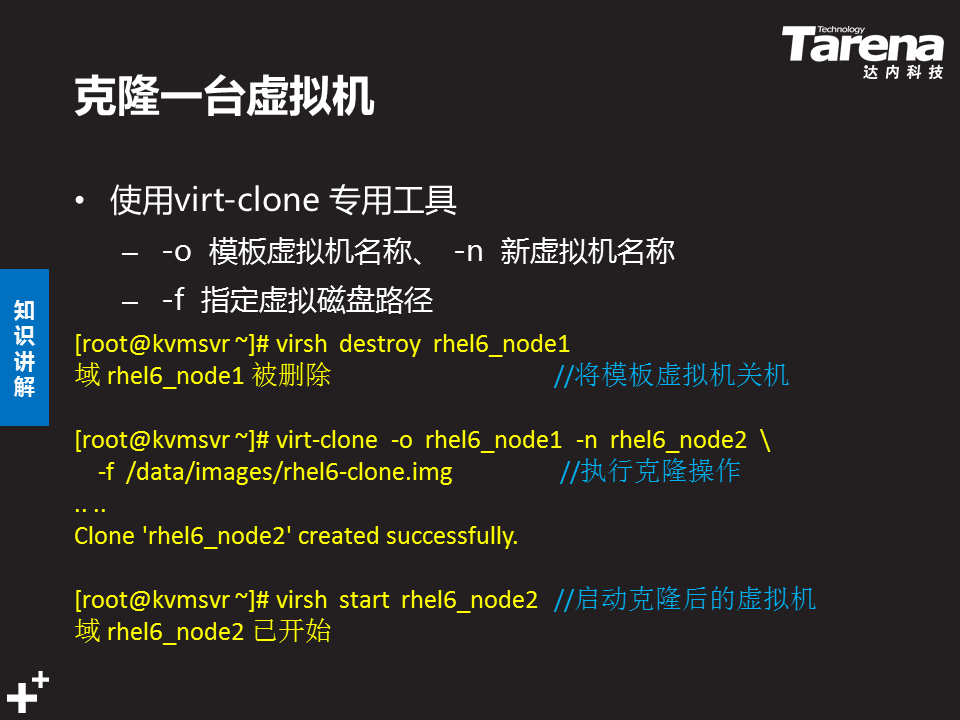 Technology
Tarena
达内科技
克隆一台虚拟机
• 使用virt-clone 专用工具
– -o 模板虚拟机名称、 -n 新虚拟机名称
– -f 指定虚拟磁盘路径
知识讲解
[root@kvmsvr ~]# virsh destroy rhel6_node1
域 rhel6_node1 被删除 //将模板虚拟机关机
[root@kvmsvr ~]# virt-clone -o rhel6_node1 -n rhel6_node2 \
-f /data/images/rhel6-clone.img //执行克隆操作
.. ..
Clone 'rhel6_node2' created successfully.
[root@kvmsvr ~]# virsh start rhel6_node2 //启动克隆后的虚拟机
域 rhel6_node2 已开始